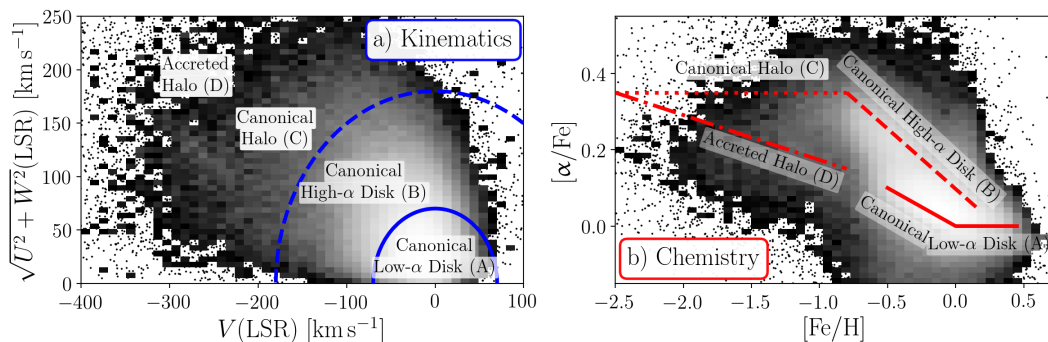 250
200
150
100
50
0
√U² + W²(LSR) [km s⁻¹]
a) Kinematics
Accreted
Halo (D)
Canonical
Halo (C)
Canonical
High-α Disk (B)
Canonical
Low-α Disk (A)
−400 −300 −200 −100 0 100
V(LSR) [km s⁻¹]
0.4
0.2
0.0
[α/Fe]
Canonical Halo (C)
Canonical High-α Disk (B)
Accreted Halo (D)
Canonical
Low-α Disk (A
b) Chemistry
−2.5 −2.0 −1.5 −1.0 −0.5 0.0 0.5
[Fe/H]